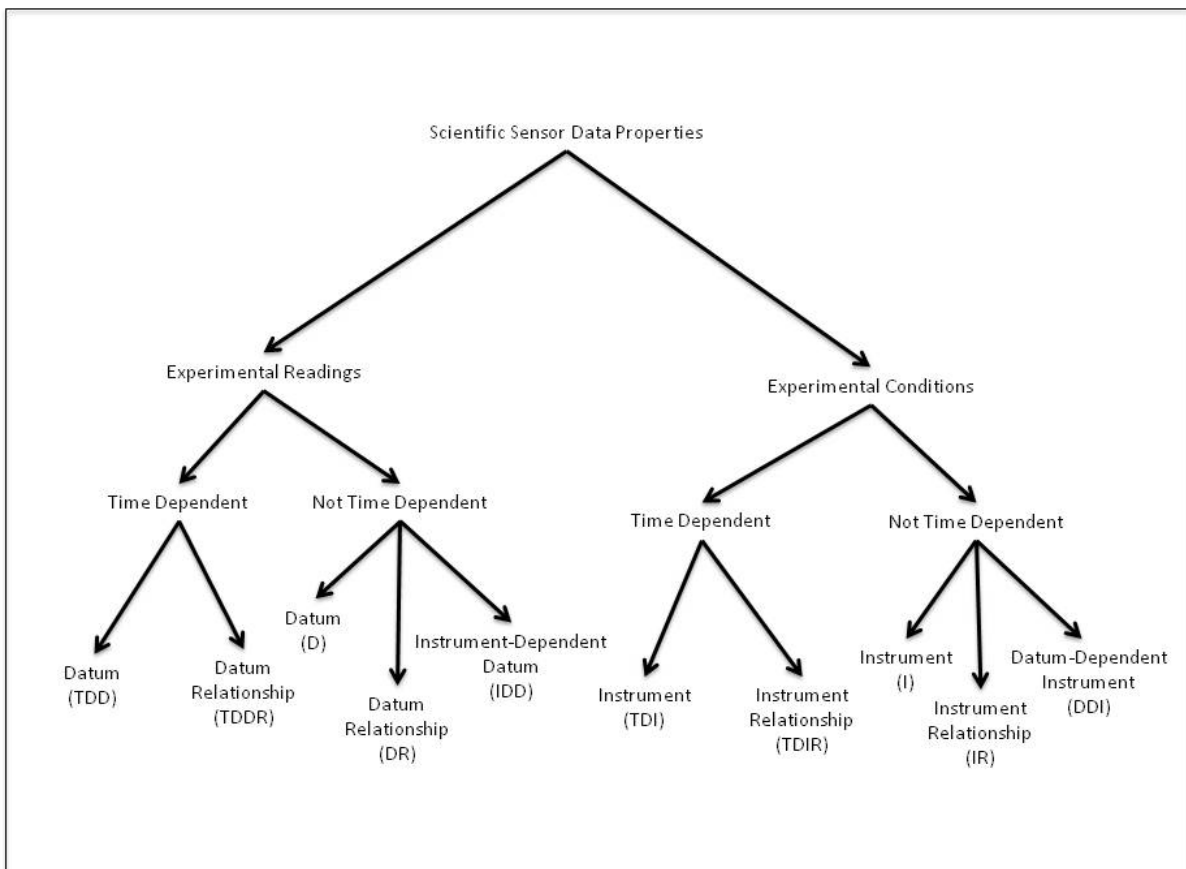 Scientific Sensor Data Properties
Experimental Readings
Experimental Conditions
Time Dependent
Not Time Dependent
Time Dependent
Not Time Dependent
Datum
(TDD)
Datum
Relationship
(TDDR)
Datum
(D)
Datum
Relationship
(DR)
Instrument-Dependent
Datum
(IDD)
Instrument
(TDI)
Instrument
Relationship
(TDIR)
Instrument
(I)
Instrument
Relationship
(IR)
Datum-Dependent
Instrument
(DDI)